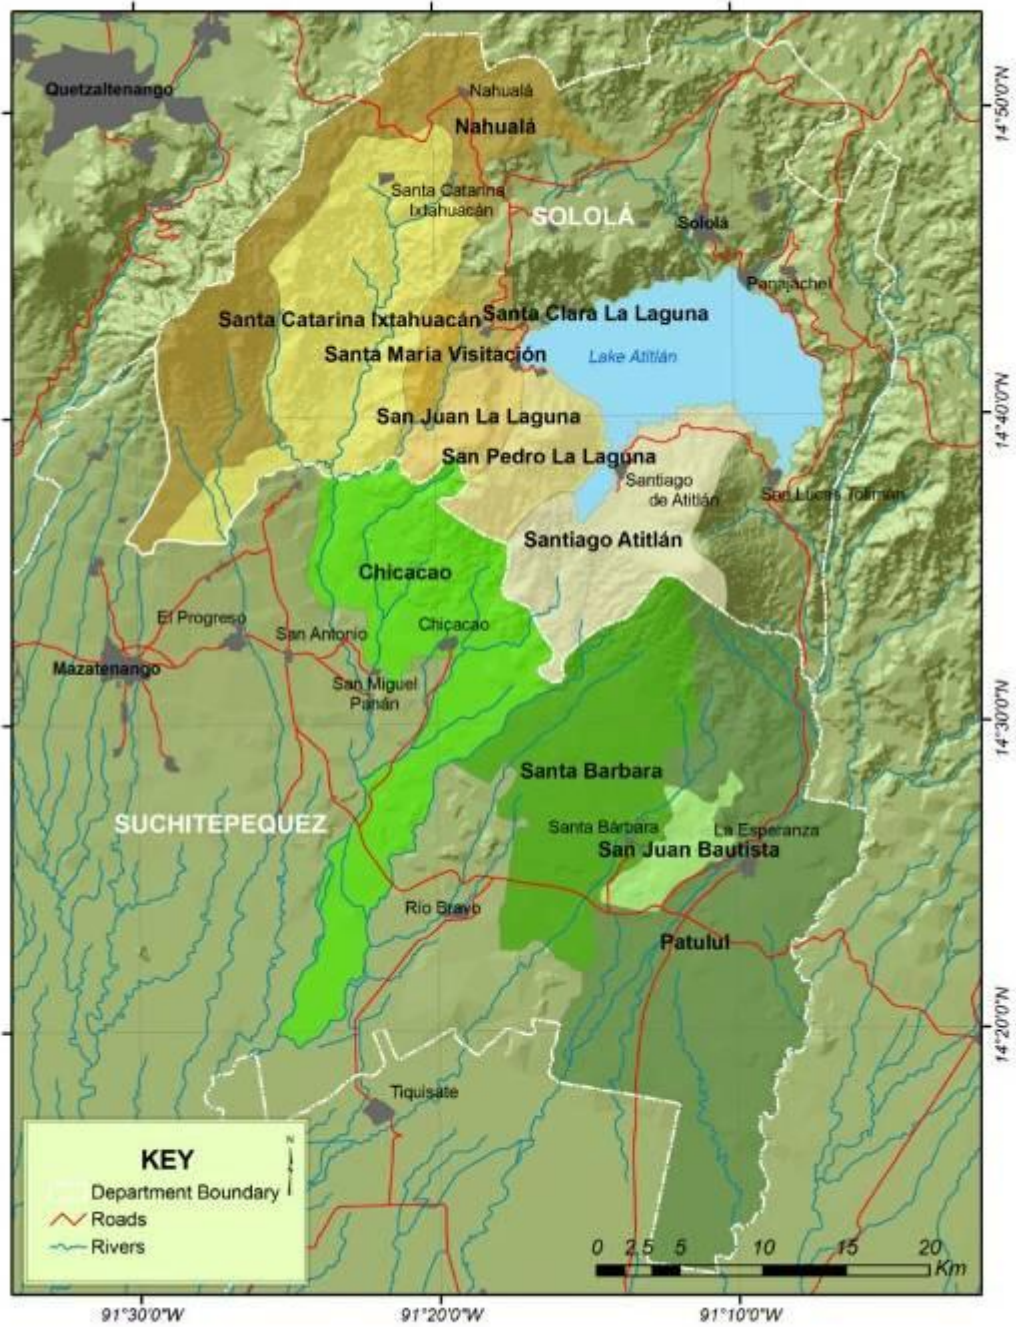 Quetzaltenango
Nahualá
Nahualá
Santa Catarina
Ixtahuacán
SOLOLÁ
Sololá
Panajachel
Santa Catarina Ixtahuacán
Santa Clara La Laguna
Santa María Visitación
Lake Atitlán
San Juan La Laguna
San Pedro La Laguna
Santiago
de Atitlán
San Lucas Tolimán
Santiago Atitlán
Chicacao
El Progreso
San Antonio
Chicacao
Mazatenango
San Miguel
Panán
Santa Barbara
SUCHITEPEQUEZ
Santa Bárbara
La Esperanza
San Juan Bautista
Río Bravo
Patulul
Tiquisate
KEY
N
Department Boundary
Roads
Rivers
0 2.5 5 10 15 20
Km
14°50'0"N
14°40'0"N
14°30'0"N
14°20'0"N
91°30'0"W
91°20'0"W
91°10'0"W